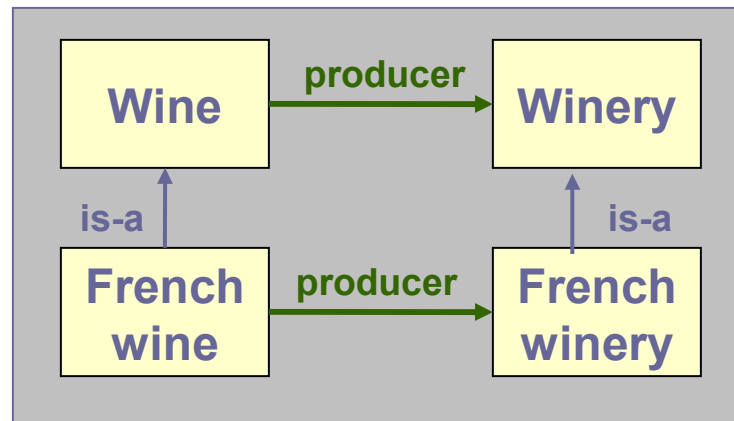 producer
Wine
Winery
is-a
is-a
French
wine
producer
French
winery